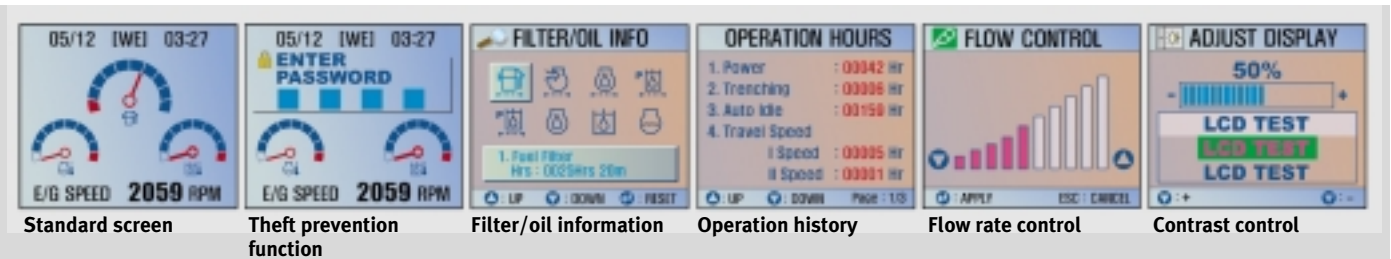 05/12 [WE] 03:27
E/G SPEED 2059 RPM
Standard screen
05/12 [WE] 03:27
ENTER
PASSWORD
E/G SPEED 2059 RPM
Theft prevention
function
FILTER/OIL INFO
1. Fuel Filter
Hrs : 0025Hrs 20m
: UP : DOWN : RESET
Filter/oil information
OPERATION HOURS
1. Power : 00042 Hr
2. Trenching : 00006 Hr
3. Auto Idle : 00150 Hr
4. Travel Speed
I Speed : 00005 Hr
II Speed : 00001 Hr
: UP : DOWN Page : 1/3
Operation history
FLOW CONTROL
: APPLY ESC : CANCEL
Flow rate control
ADJUST DISPLAY
50%
- +
LCD TEST
LCD TEST
LCD TEST
: + : -
Contrast control